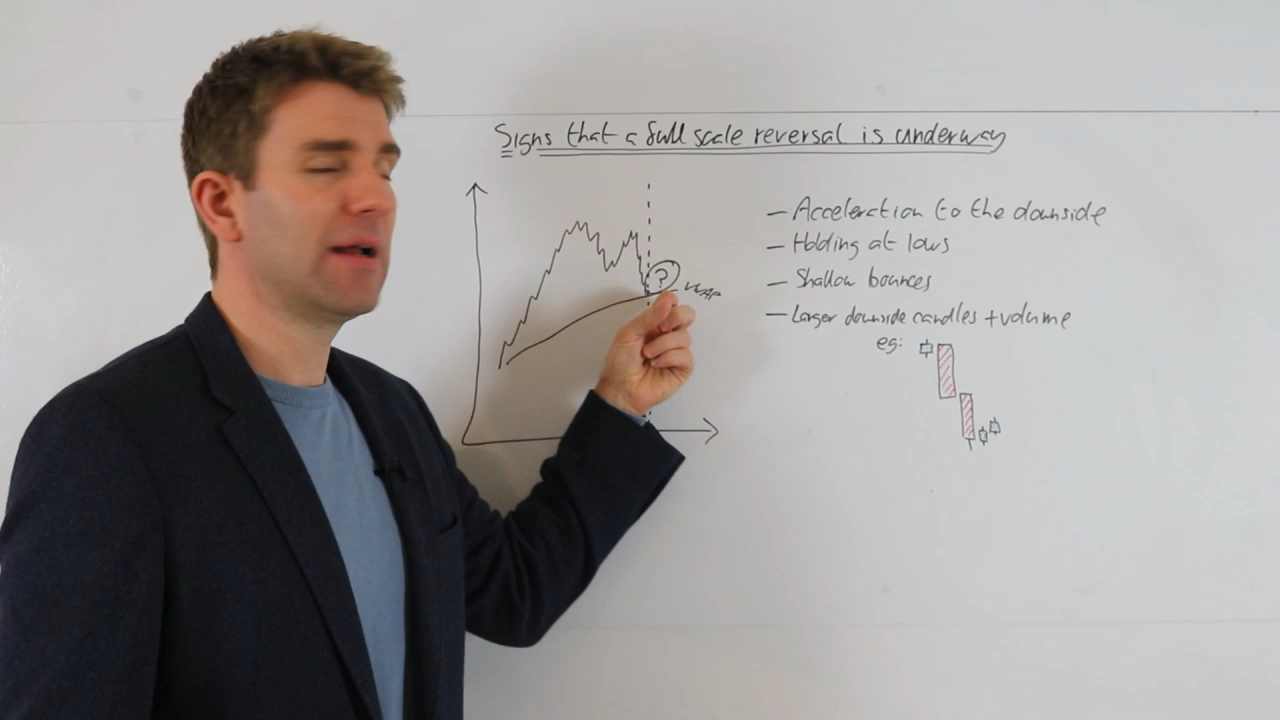 Signs that a full scale reversal is underway
?
VWAP
– Acceleration to the downside
– Holding at lows
– Shallow bounces
– Larger downside candles + volume
eg: